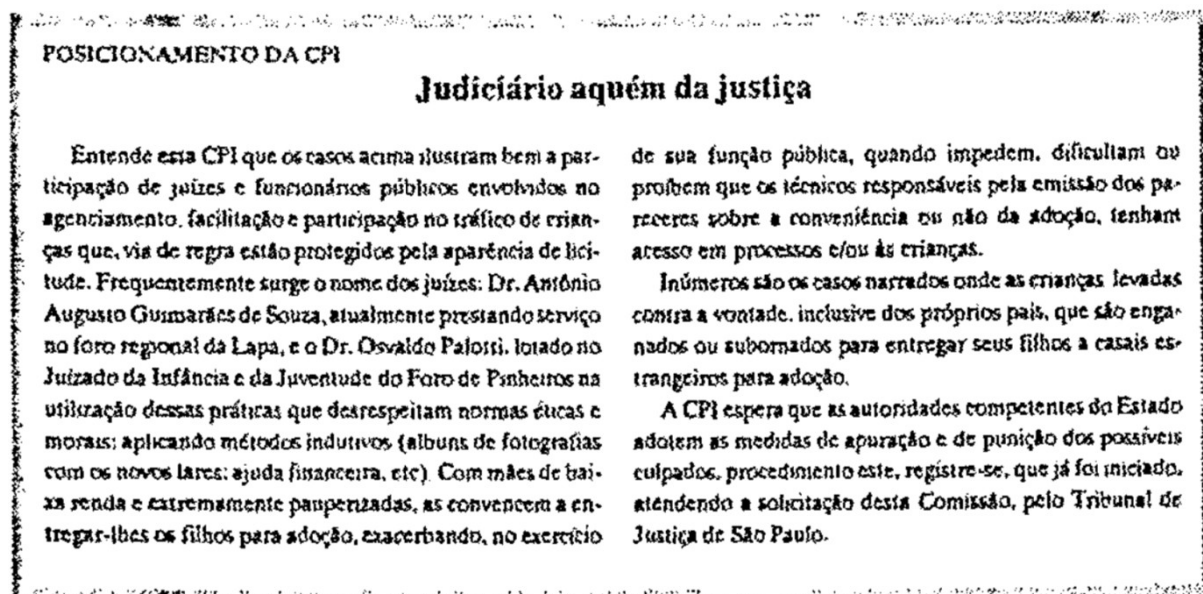 POSICIONAMENTO DA CPI
Judiciário aquém da justiça
Entende esta CPI que os casos acima ilustram bem a par-
ticipação de juízes e funcionários públicos envolvidos no
agenciamento, facilitação e participação no tráfico de crian-
ças que, via de regra estão protegidos pela aparência de lici-
tude. Frequentemente surge o nome dos juízes: Dr. Antônio
Augusto Guimarães de Souza, atualmente prestando serviço
no foro regional da Lapa, e o Dr. Osvaldo Palotti, lotado no
Juizado da Infância e da Juventude do Foro de Pinheiros na
utilização dessas práticas que desrespeitam normas éticas e
morais; aplicando métodos indutivos (albuns de fotografias
com os novos lares; ajuda financeira, etc). Com mães de bai-
xa renda e extremamente pauperizadas, as convencem a en-
tregar-lhes os filhos para adoção, exacerbando, no exercício
de sua função pública, quando impedem, dificultam ou
proíbem que os técnicos responsáveis pela emissão dos pa-
receres sobre a conveniência ou não da adoção, tenham
acesso em processos e/ou às crianças.
Inúmeros são os casos narrados onde as crianças levadas
contra a vontade, inclusive dos próprios pais, que são enga-
nados ou subornados para entregar seus filhos a casais es-
trangeiros para adoção.
A CPI espera que as autoridades competentes do Estado
adotem as medidas de apuração e de punição dos possíveis
culpados, procedimento este, registre-se, que já foi iniciado,
atendendo a solicitação desta Comissão, pelo Tribunal de
Justiça de São Paulo.